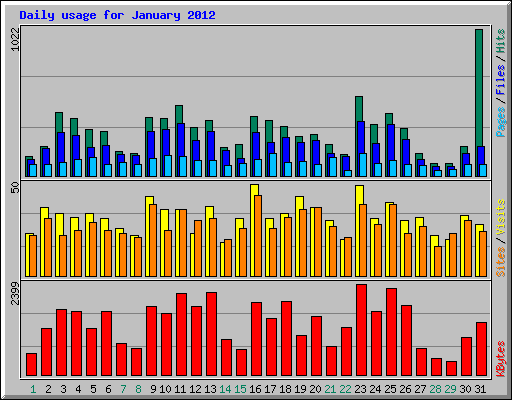 Daily usage for January 2012
1022
Pages / Files / Hits
50
Sites / Visits
2399
KBytes
1 2 3 4 5 6 7 8 9 10 11 12 13 14 15 16 17 18 19 20 21 22 23 24 25 26 27 28 29 30 31